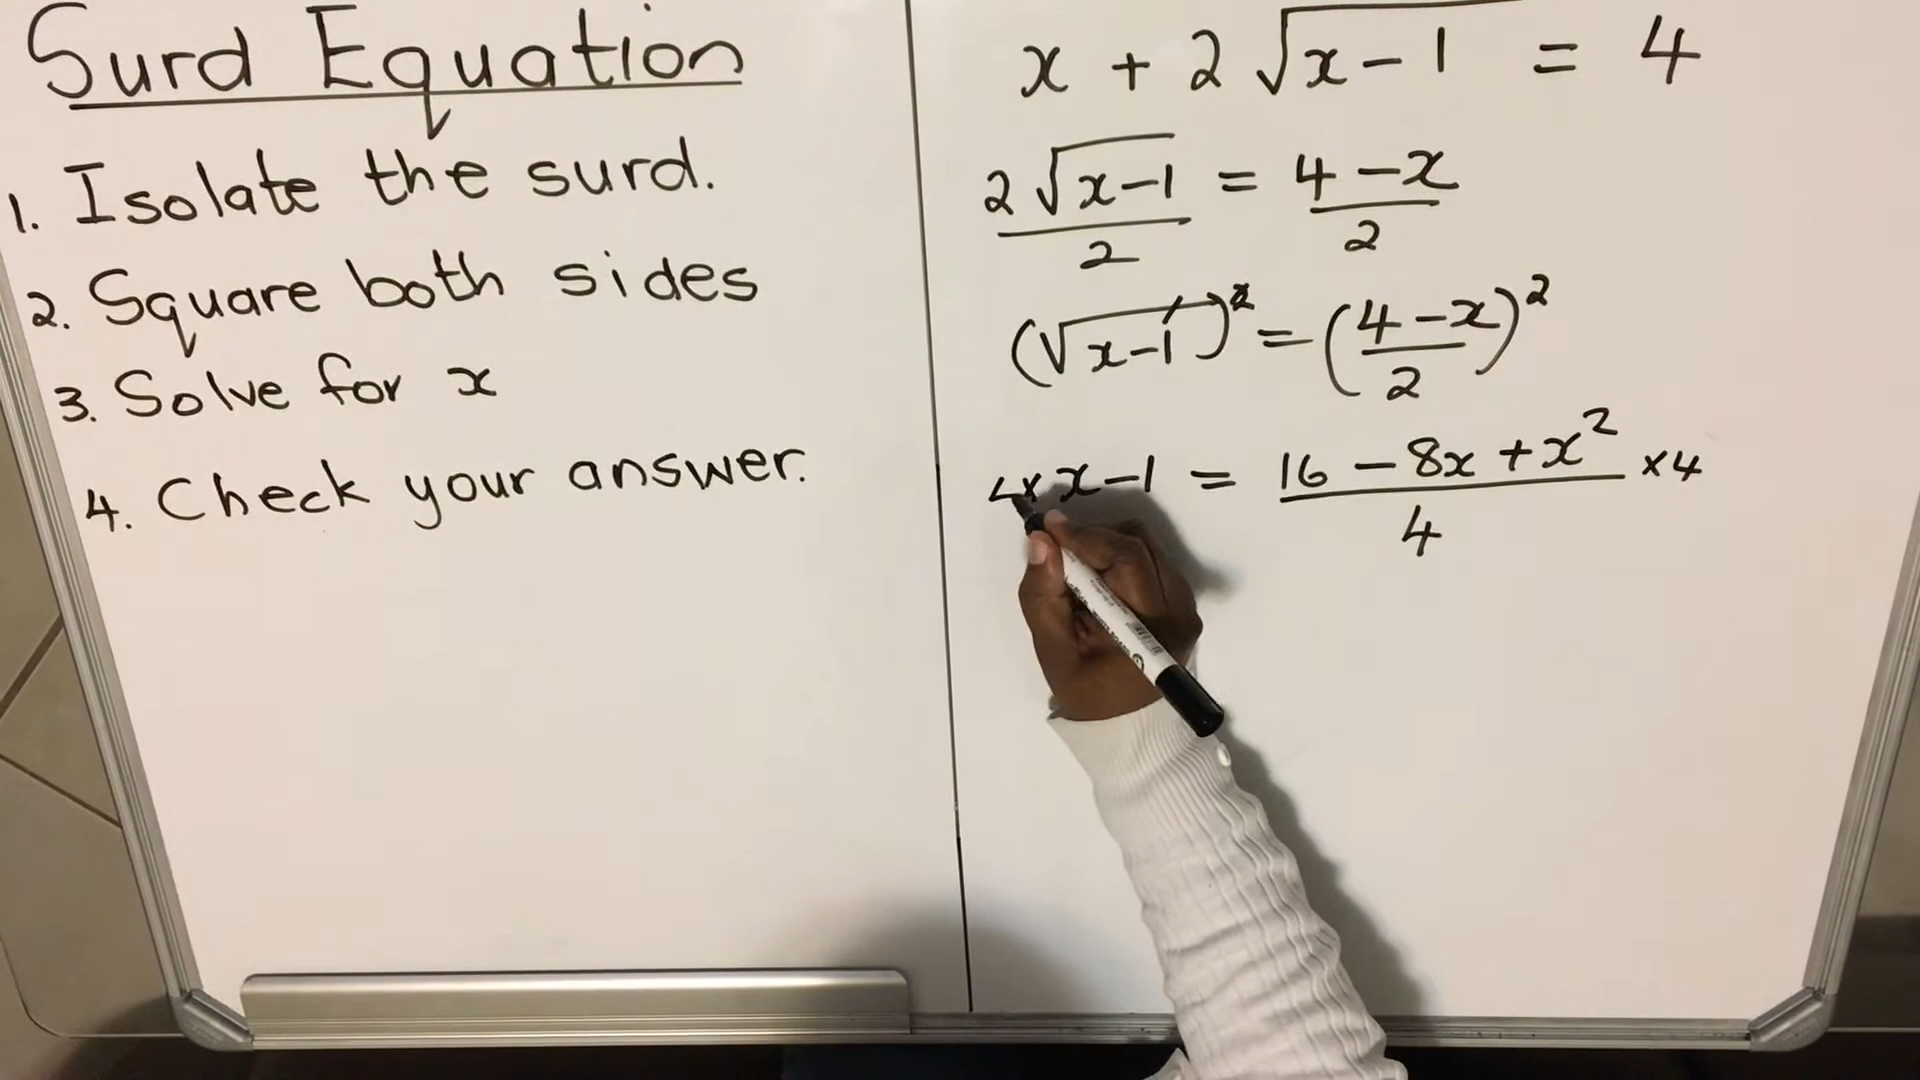 Surd Equation
1. Isolate the surd.
2. Square both sides
3. Solve for x
4. Check your answer.
x + 2√(x-1) = 4
2√(x-1)/2 = (4-x)/2
(√(x-1))² = ((4-x)/2)²
4× x-1 = (16 - 8x + x²)/4 ×4